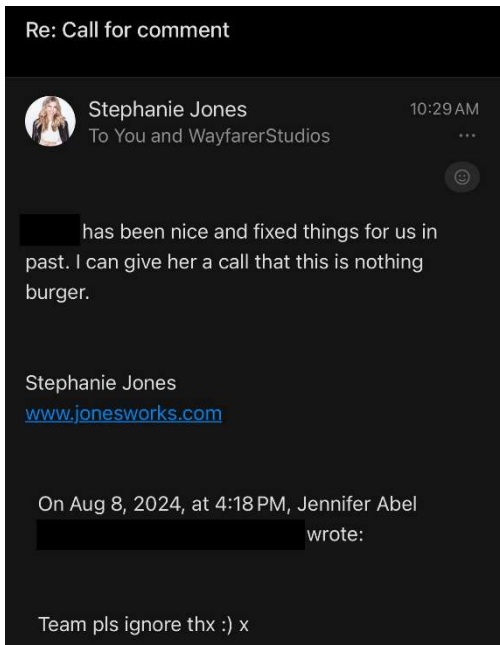 Re: Call for comment
Stephanie Jones
10:29 AM
To You and WayfarerStudios
has been nice and fixed things for us in
past. I can give her a call that this is nothing
burger.
Stephanie Jones
www.jonesworks.com
On Aug 8, 2024, at 4:18 PM, Jennifer Abel
wrote:
Team pls ignore thx :) x